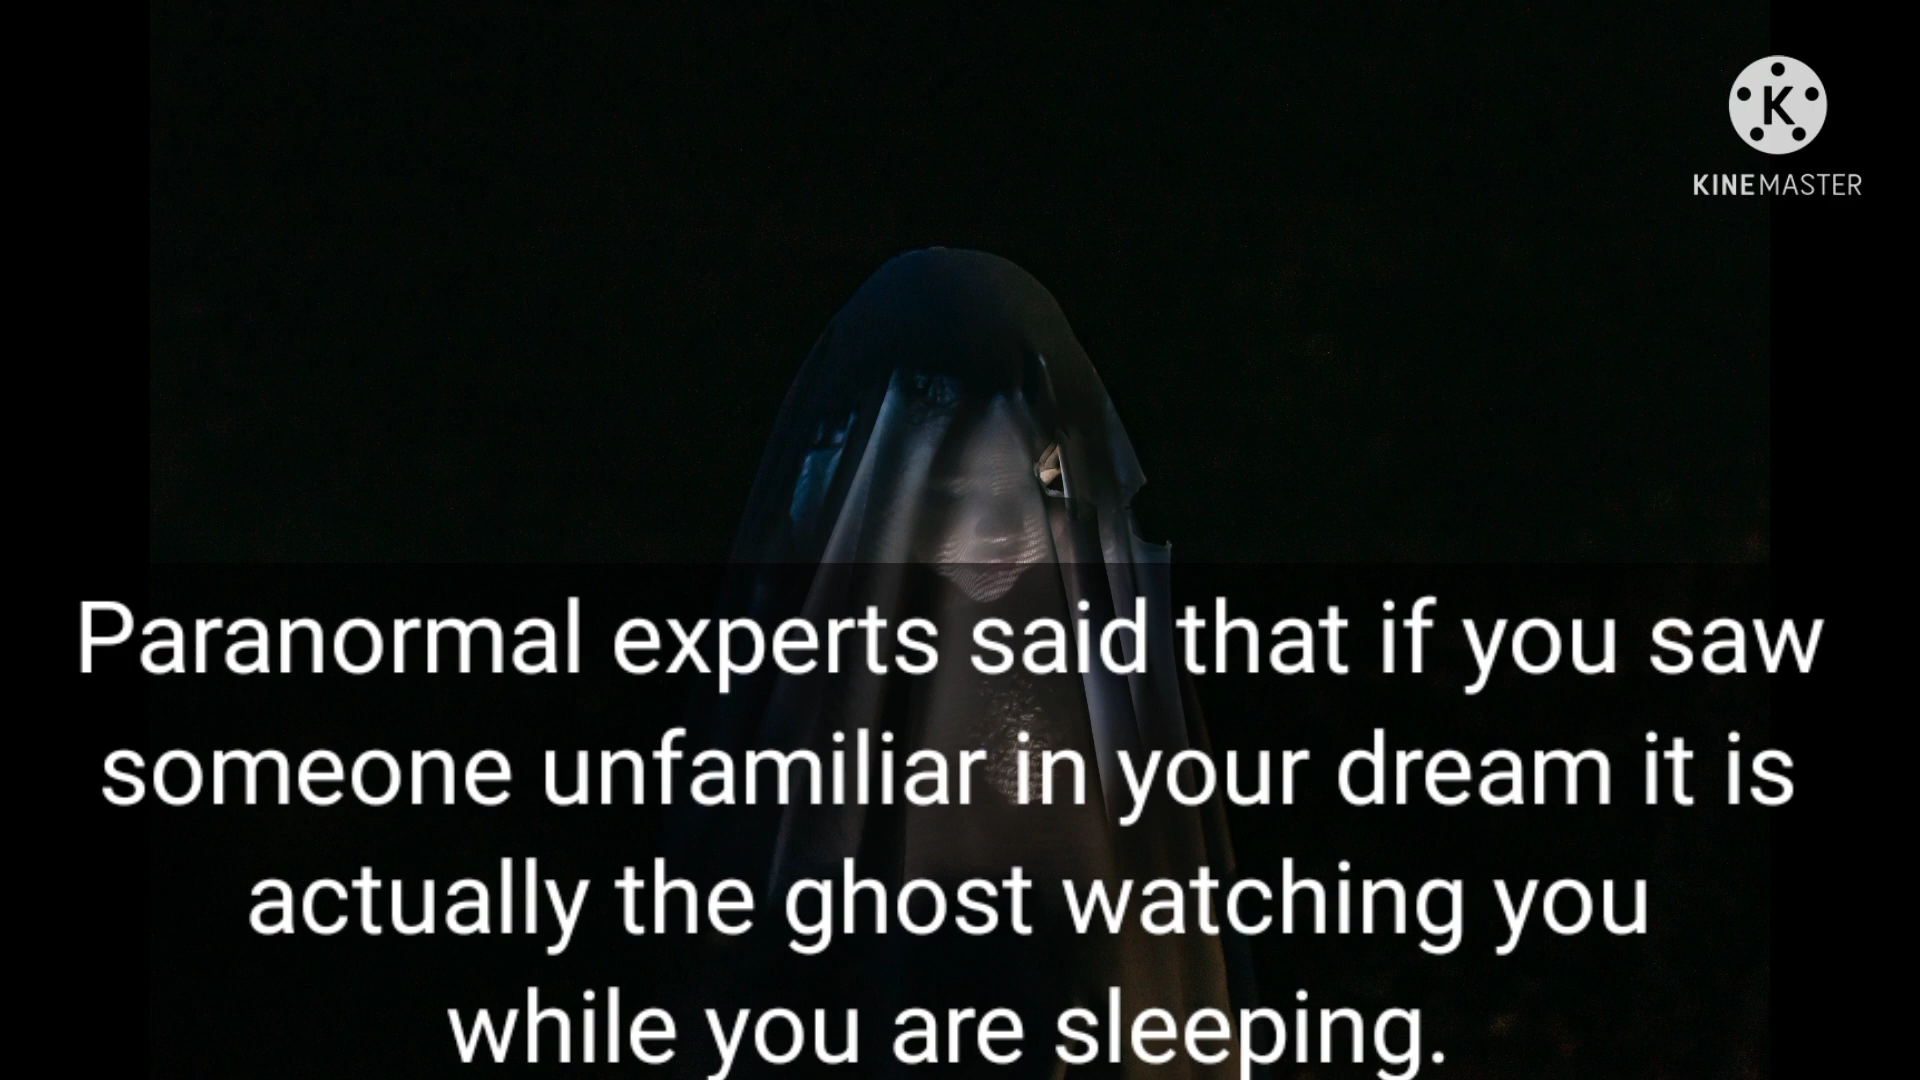 K
KINEMASTER
Paranormal experts said that if you saw
someone unfamiliar in your dream it is
actually the ghost watching you
while you are sleeping.